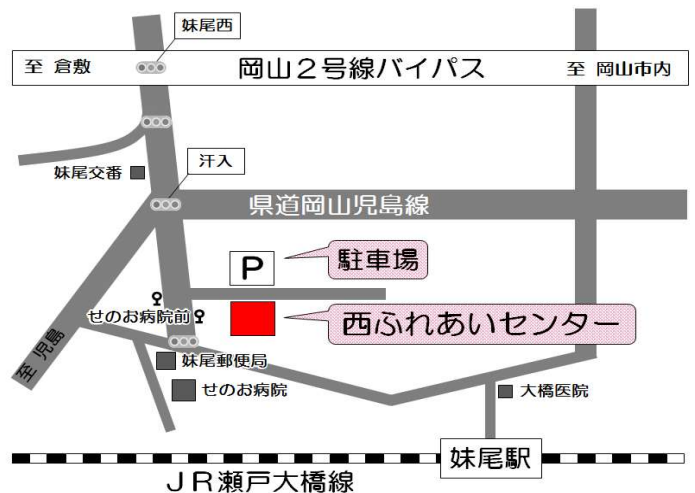 妹尾西
至 倉敷
岡山２号線バイパス
至 岡山市内
妹尾交番
汗入
県道岡山児島線
P
駐車場
せのお病院前
西ふれあいセンター
至 児島
妹尾郵便局
せのお病院
大橋医院
妹尾駅
ＪＲ瀬戸大橋線